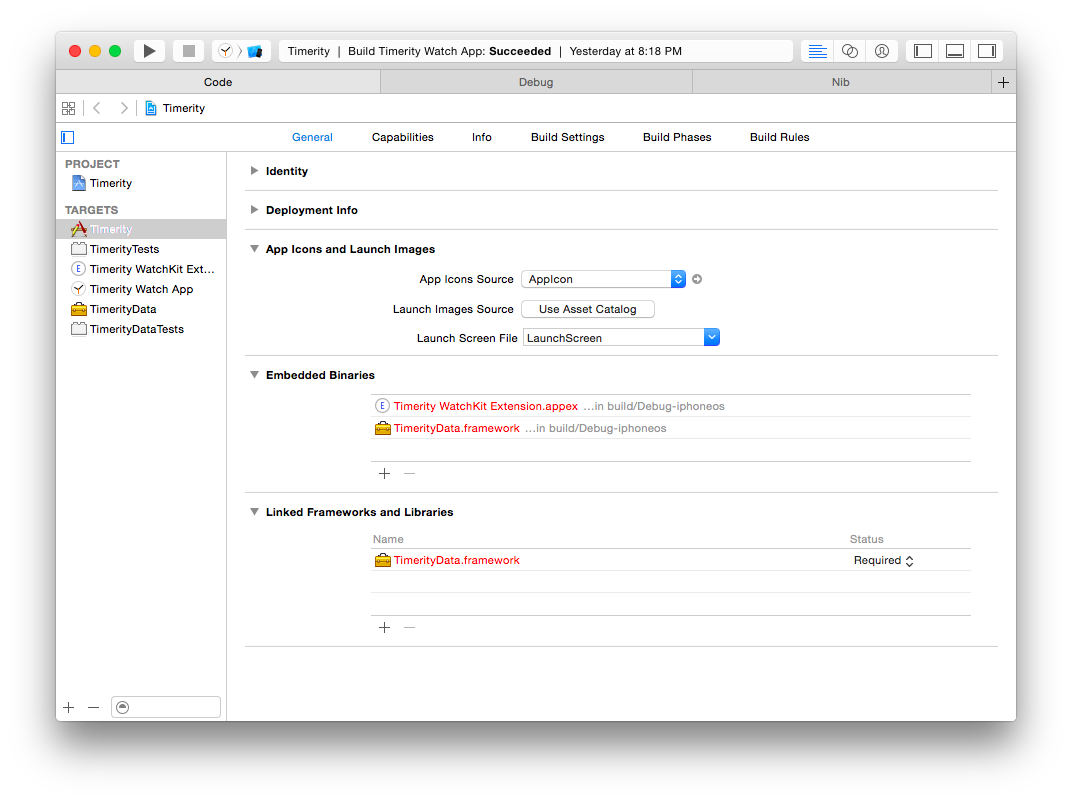 Timerity | Build Timerity Watch App: Succeeded | Yesterday at 8:18 PM
Code Debug Nib
Timerity
General Capabilities Info Build Settings Build Phases Build Rules
PROJECT
Timerity
TARGETS
Timerity
TimerityTests
E Timerity WatchKit Ext...
Timerity Watch App
TimerityData
TimerityDataTests
Identity
Deployment Info
App Icons and Launch Images
App Icons Source AppIcon
Launch Images Source Use Asset Catalog
Launch Screen File LaunchScreen
Embedded Binaries
E Timerity WatchKit Extension.appex ...in build/Debug-iphoneos
TimerityData.framework ...in build/Debug-iphoneos
Linked Frameworks and Libraries
Name Status
TimerityData.framework Required